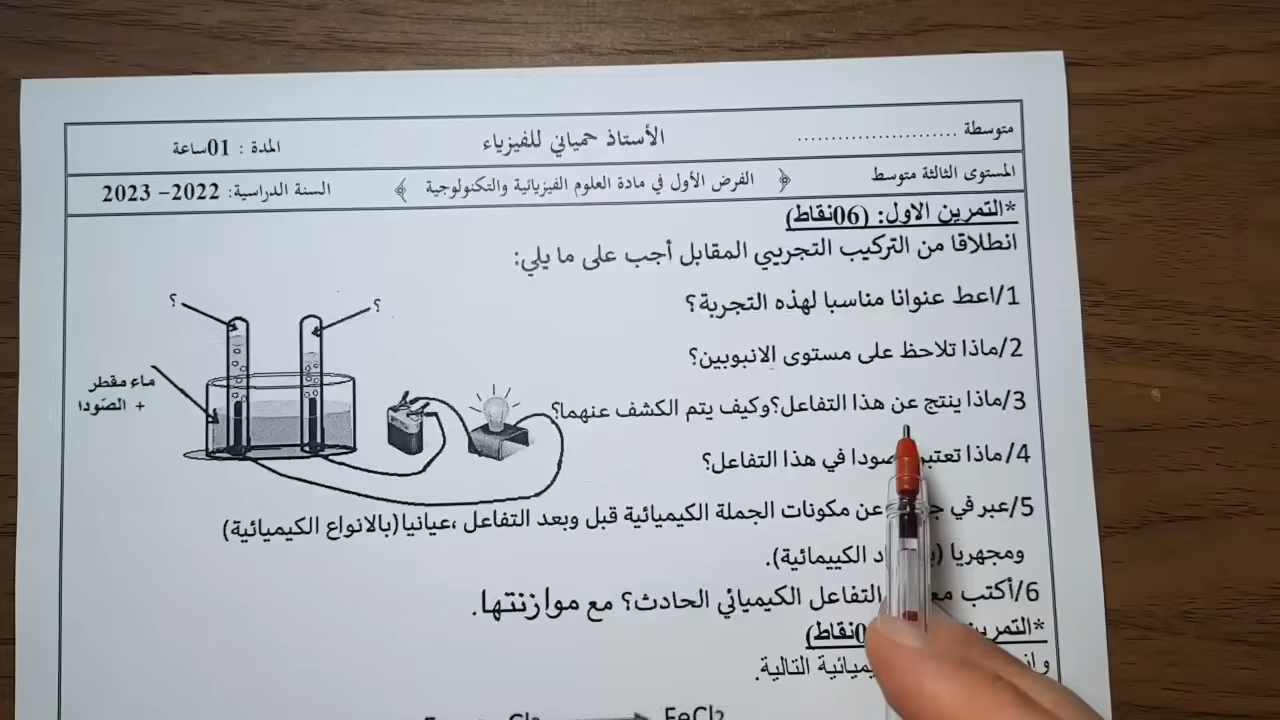 متوسطة ........................ الأستاذ حمياني للفيزياء المدة : 01ساعة
المستوى الثالثة متوسط ﴿ الفرض الأول في مادة العلوم الفيزيائية والتكنولوجية ﴾ السنة الدراسية: 2022– 2023
*التمرين الاول: (06نقاط)
انطلاقا من التركيب التجريبي المقابل أجب على ما يلي:
1/اعط عنوانا مناسبا لهذه التجربة؟
2/ماذا تلاحظ على مستوى الانبوبين؟
3/ماذا ينتج عن هذا التفاعل؟وكيف يتم الكشف عنهما؟
4/ماذا تعتبر صودا في هذا التفاعل؟
5/عبر في عن مكونات الجملة الكيميائية قبل وبعد التفاعل ،عيانيا(بالانواع الكيميائية)
ومجهريا الكييمائية).
6/أكتب التفاعل الكيميائي الحادث؟ مع موازنتها.
*التمرين نقاط)
التالية.
FeCl₂
؟
؟
ماء مقطر
+ الصّودا